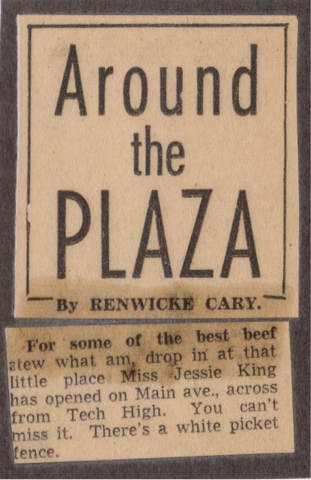 Around
the
PLAZA
By RENWICKE CARY.
For some of the best beef
stew what am, drop in at that
little place Miss Jessie King
has opened on Main ave., across
from Tech High. You can't
miss it. There's a white picket
fence.